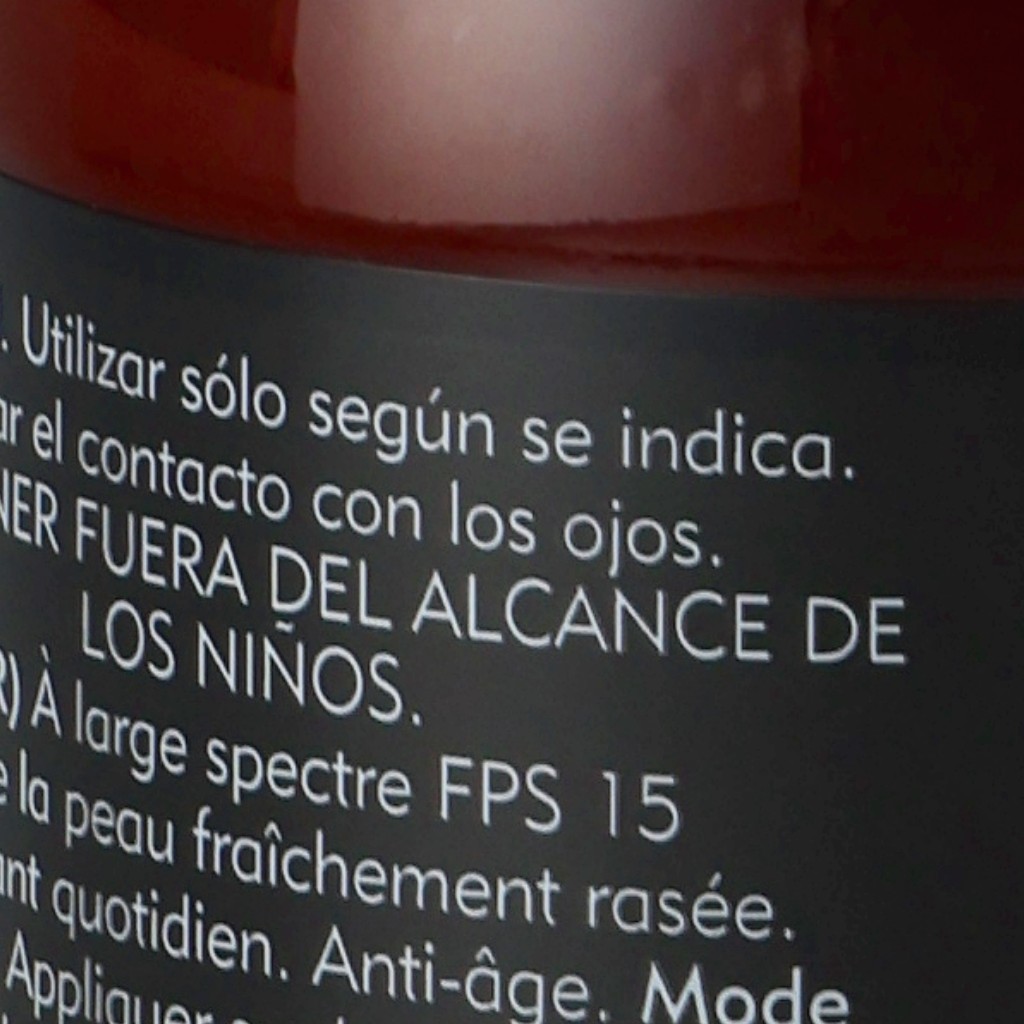 . Utilizar sólo según se indica.
el contacto con los ojos.
FUERA DEL ALCANCE DE
LOS NIÑOS.
À large spectre FPS 15
la peau fraîchement rasée.
quotidien. Anti-âge. Mode
Appliquer